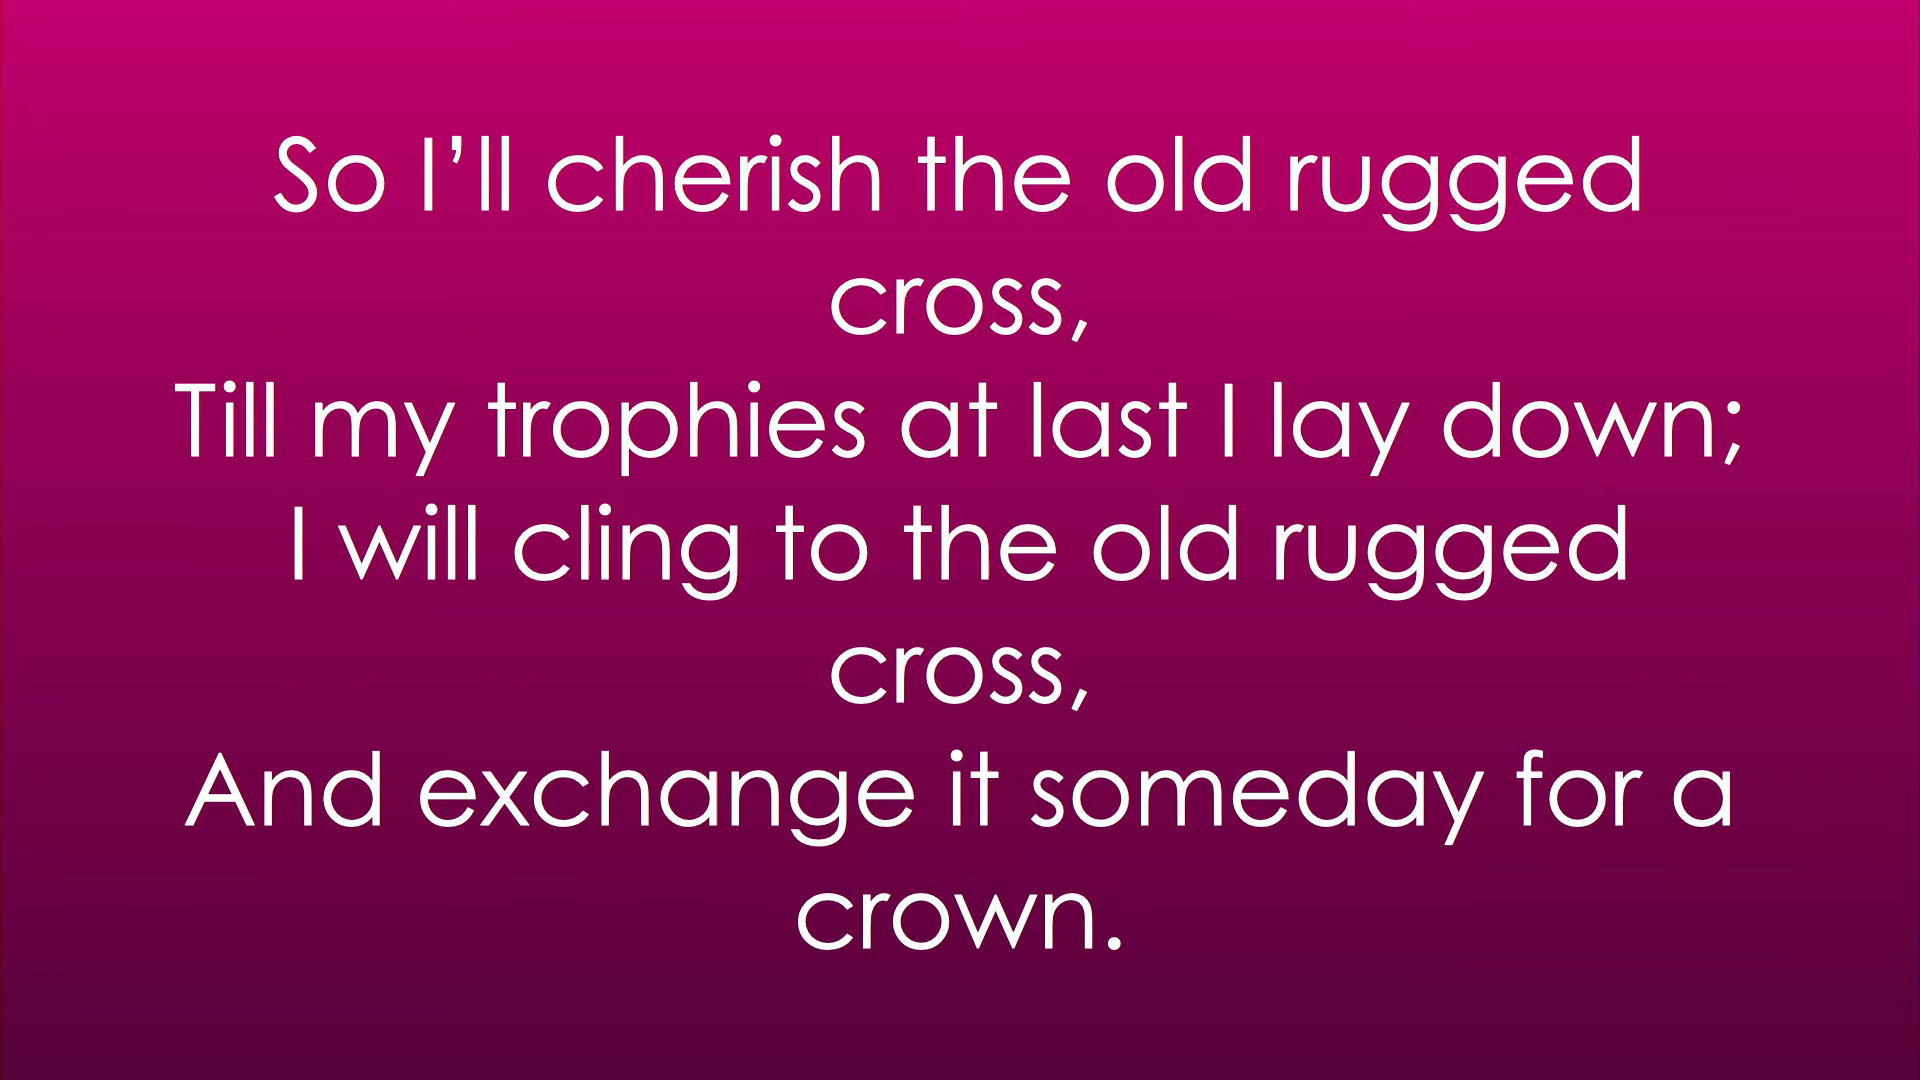 So I’ll cherish the old rugged
cross,
Till my trophies at last I lay down;
I will cling to the old rugged
cross,
And exchange it someday for a
crown.